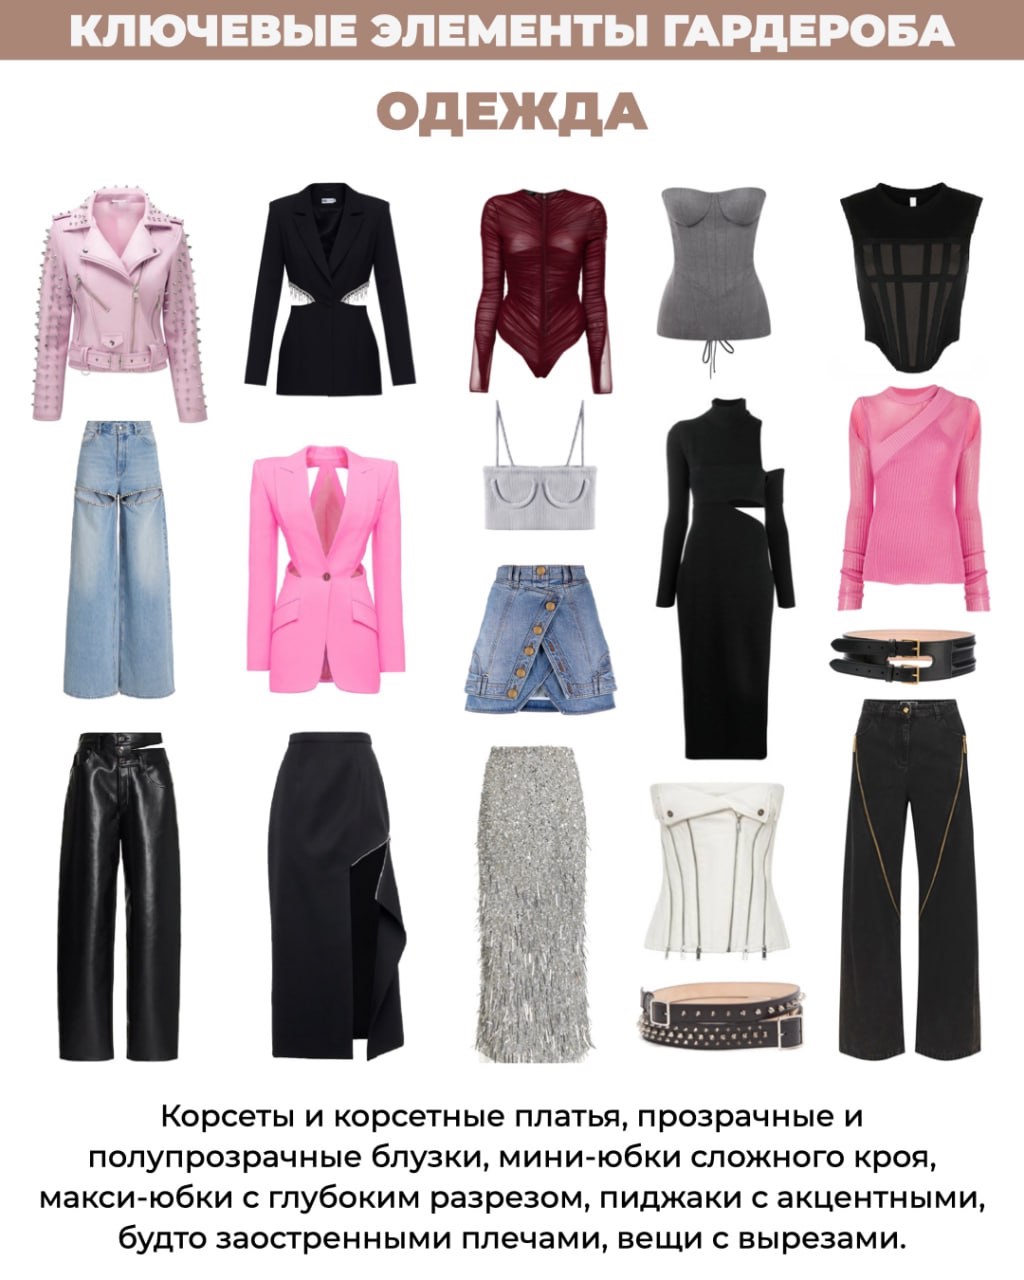 КЛЮЧЕВЫЕ ЭЛЕМЕНТЫ ГАРДЕРОБА
ОДЕЖДА
Корсеты и корсетные платья, прозрачные и
полупрозрачные блузки, мини-юбки сложного кроя,
макси-юбки с глубоким разрезом, пиджаки с акцентными,
будто заостренными плечами, вещи с вырезами.